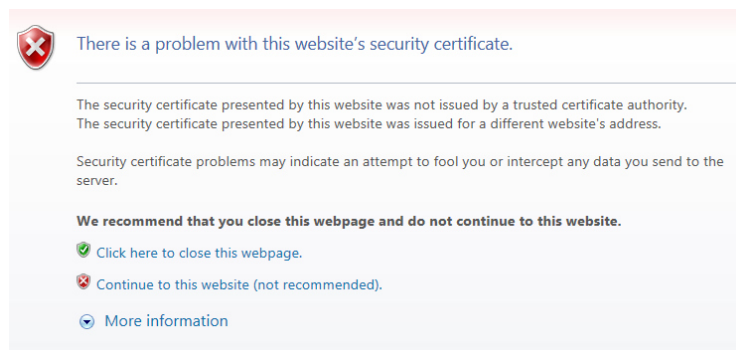 There is a problem with this website’s security certificate.
The security certificate presented by this website was not issued by a trusted certificate authority.
The security certificate presented by this website was issued for a different website's address.
Security certificate problems may indicate an attempt to fool you or intercept any data you send to the
server.
We recommend that you close this webpage and do not continue to this website.
Click here to close this webpage.
Continue to this website (not recommended).
More information